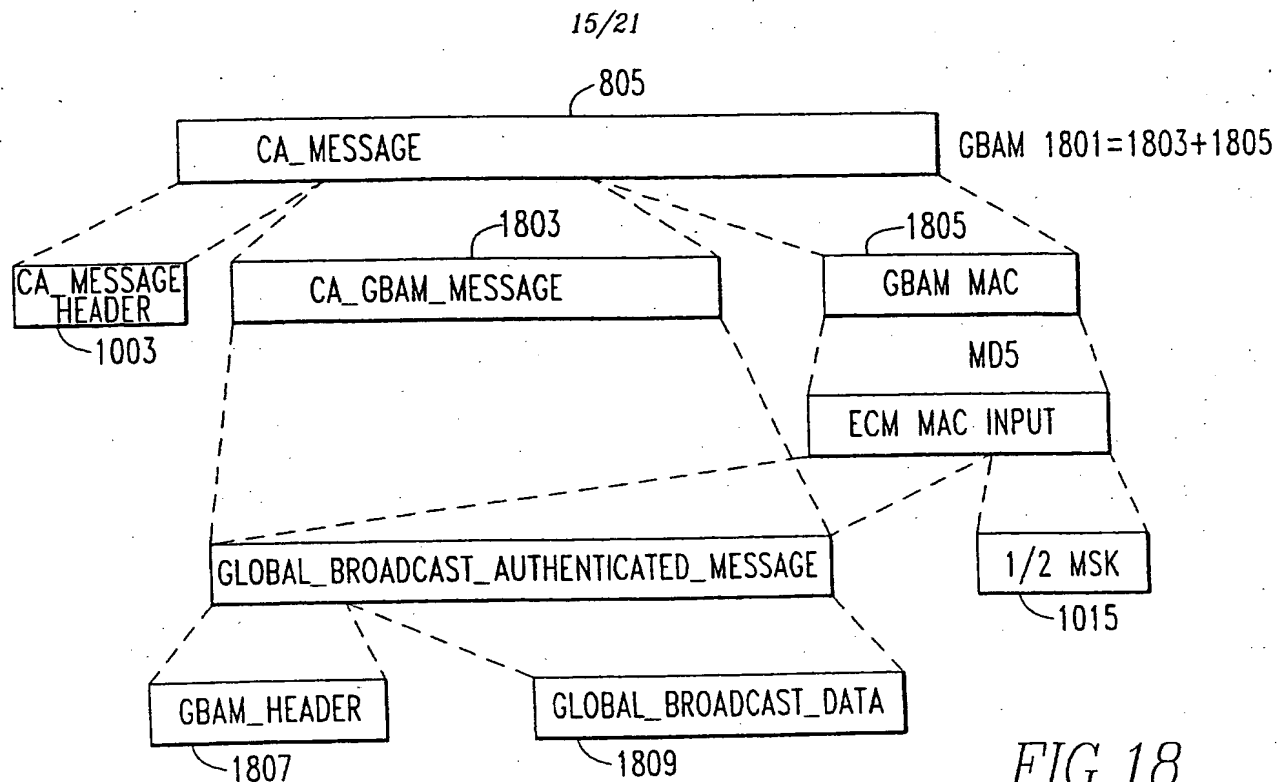 15/21
805
CA_MESSAGE
GBAM 1801=1803+1805
1803
1805
CA_MESSAGE
HEADER
CA_GBAM_MESSAGE
GBAM MAC
1003
MD5
ECM MAC INPUT
GLOBAL_BROADCAST_AUTHENTICATED_MESSAGE
1/2 MSK
1015
GBAM_HEADER
GLOBAL_BROADCAST_DATA
1807
1809
FIG.18